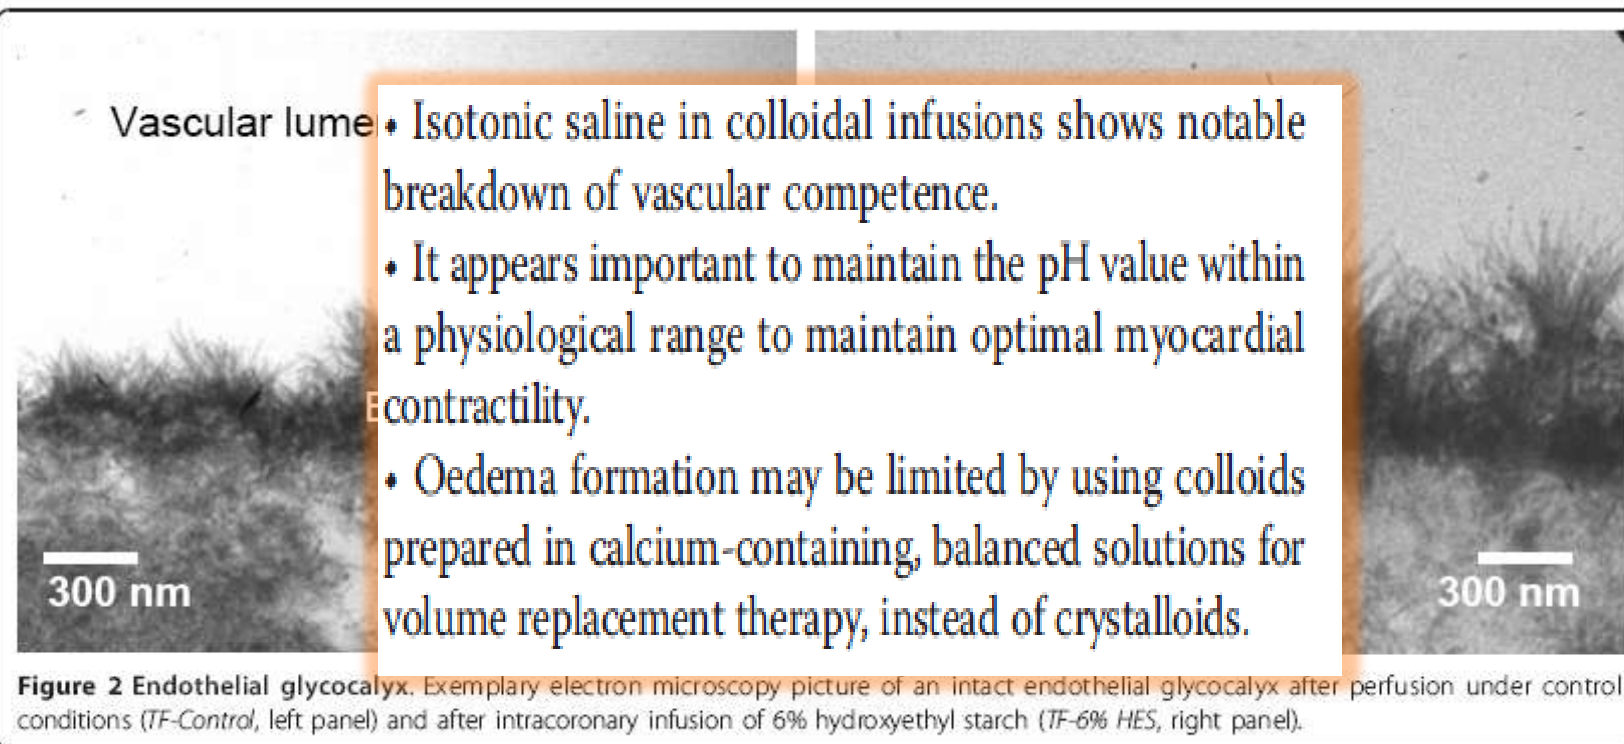 Vascular lume
• Isotonic saline in colloidal infusions shows notable
breakdown of vascular competence.
• It appears important to maintain the pH value within
a physiological range to maintain optimal myocardial
E
contractility.
• Oedema formation may be limited by using colloids
prepared in calcium-containing, balanced solutions for
volume replacement therapy, instead of crystalloids.
300 nm
300 nm
Figure 2 Endothelial glycocalyx. Exemplary electron microscopy picture of an intact endothelial glycocalyx after perfusion under control
conditions (TF-Control, left panel) and after intracoronary infusion of 6% hydroxyethyl starch (TF-6% HES, right panel).